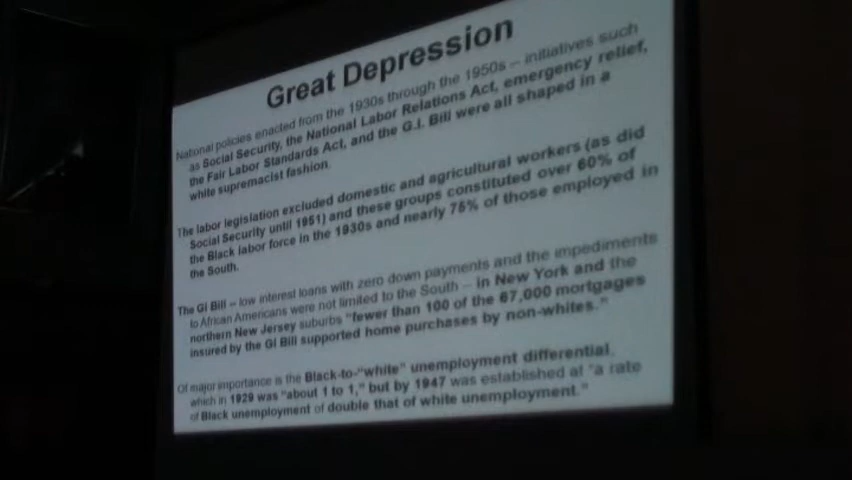 Great Depression
National policies enacted from the 1930s through the 1950s – initiatives such
as Social Security, the National Labor Relations Act, emergency relief,
the Fair Labor Standards Act, and the G.I. Bill were all shaped in a
white supremacist fashion.
The labor legislation excluded domestic and agricultural workers (as did
Social Security until 1951) and these groups constituted over 60% of
the Black labor force in the 1930s and nearly 75% of those employed in
the South.
The GI Bill – low interest loans with zero down payments and the impediments
to African Americans were not limited to the South – in New York and the
northern New Jersey suburbs "fewer than 100 of the 67,000 mortgages
insured by the GI Bill supported home purchases by non-whites."
Of major importance is the Black-to-"white" unemployment differential,
which in 1929 was "about 1 to 1," but by 1947 was established at "a rate
of Black unemployment of double that of white unemployment."